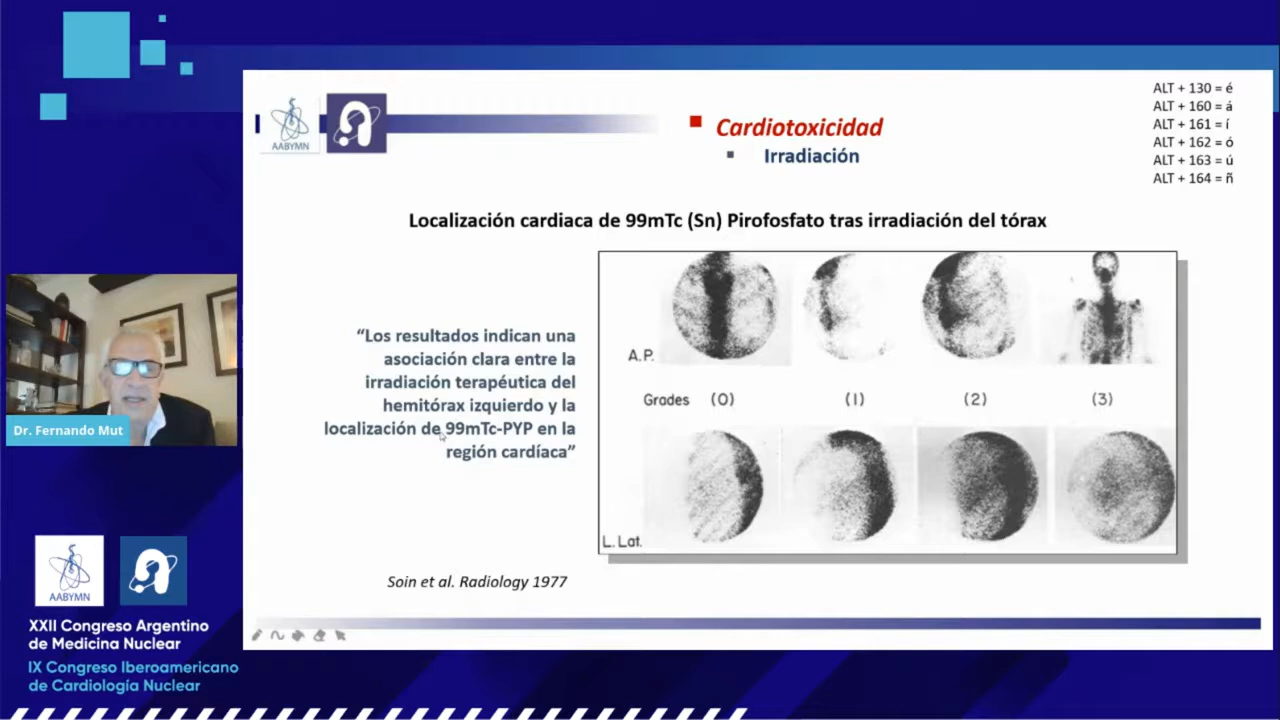 ALT + 130 = é
ALT + 160 = á
ALT + 161 = í
ALT + 162 = ó
ALT + 163 = ú
ALT + 164 = ñ
AABYMN
Cardiotoxicidad
Irradiación
Localización cardiaca de 99mTc (Sn) Pirofosfato tras irradiación del tórax
“Los resultados indican una
asociación clara entre la
irradiación terapéutica del
hemitórax izquierdo y la
localización de 99mTc-PYP en la
región cardíaca”
A.P.
Grades (0) (1) (2) (3)
L. Lat.
Soin et al. Radiology 1977
Dr. Fernando Mut
AABYMN
XXII Congreso Argentino
de Medicina Nuclear
IX Congreso Iberoamericano
de Cardiología Nuclear